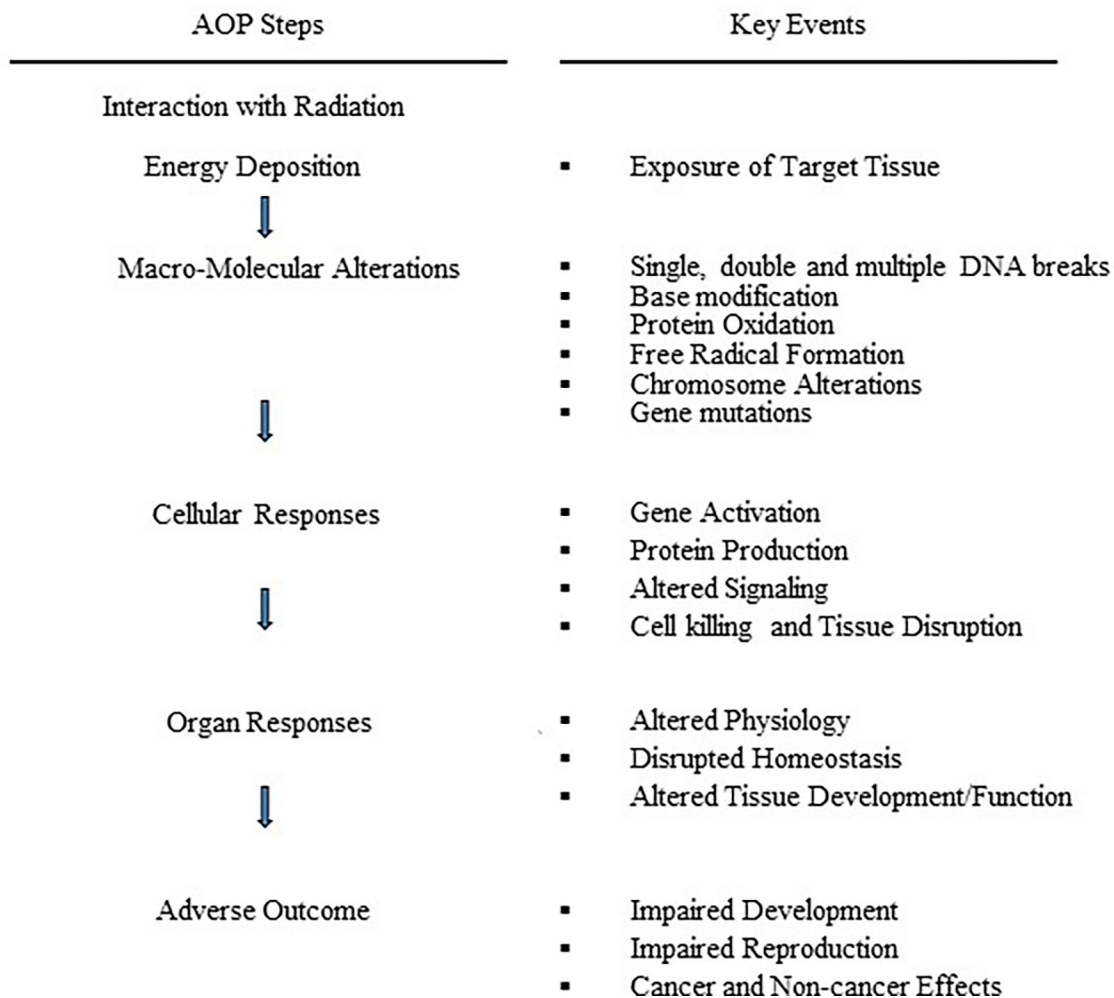 AOP Steps Key Events
Interaction with Radiation
Energy Deposition ▪ Exposure of Target Tissue
Macro-Molecular Alterations ▪ Single, double and multiple DNA breaks
▪ Base modification
▪ Protein Oxidation
▪ Free Radical Formation
▪ Chromosome Alterations
▪ Gene mutations
Cellular Responses ▪ Gene Activation
▪ Protein Production
▪ Altered Signaling
▪ Cell killing and Tissue Disruption
Organ Responses ▪ Altered Physiology
▪ Disrupted Homeostasis
▪ Altered Tissue Development/Function
Adverse Outcome ▪ Impaired Development
▪ Impaired Reproduction
▪ Cancer and Non-cancer Effects